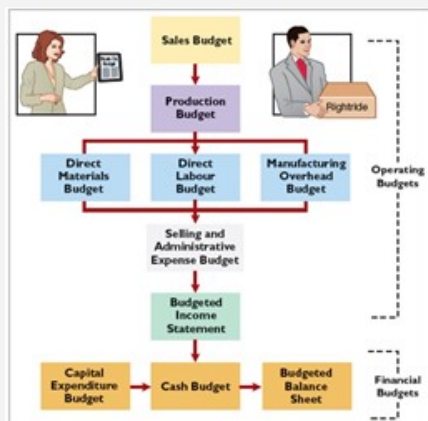 Sales Budget
Rightride
Production
Budget
Direct
Materials
Budget
Direct
Labour
Budget
Manufacturing
Overhead
Budget
Operating
Budgets
Selling and
Administrative
Expense Budget
Budgeted
Income
Statement
Capital
Expenditure
Budget
Cash Budget
Budgeted
Balance
Sheet
Financial
Budgets